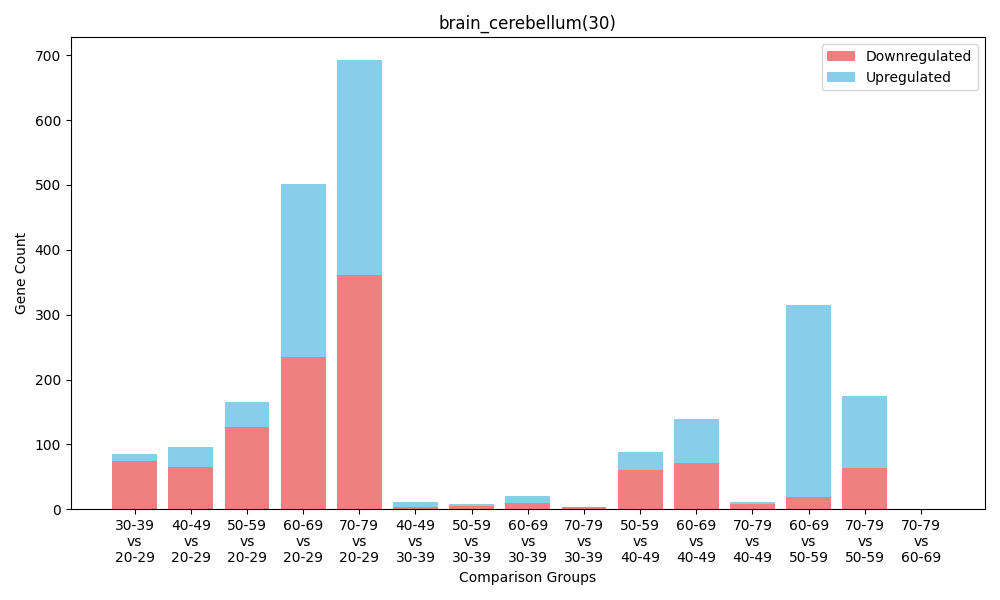 brain_cerebellum(30)
Downregulated
Upregulated
Gene Count
700
600
500
400
300
200
100
0
30-39 40-49 50-59 60-69 70-79 40-49 50-59 60-69 70-79 50-59 60-69 70-79 60-69 70-79 70-79
vs vs vs vs vs vs vs vs vs vs vs vs vs vs vs
20-29 20-29 20-29 20-29 20-29 30-39 30-39 30-39 30-39 40-49 40-49 40-49 50-59 50-59 60-69
Comparison Groups